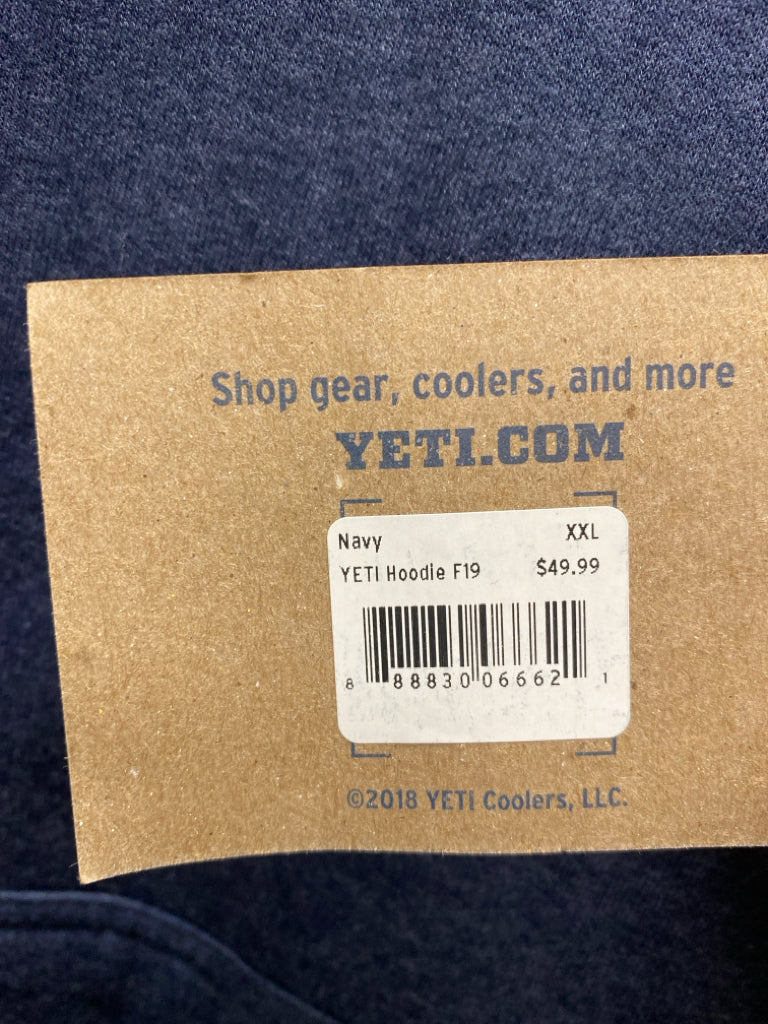 Shop gear, coolers, and more
YETI.COM
Navy XXL
YETI Hoodie F19 $49.99
8 88830 06662 1
©2018 YETI Coolers, LLC.